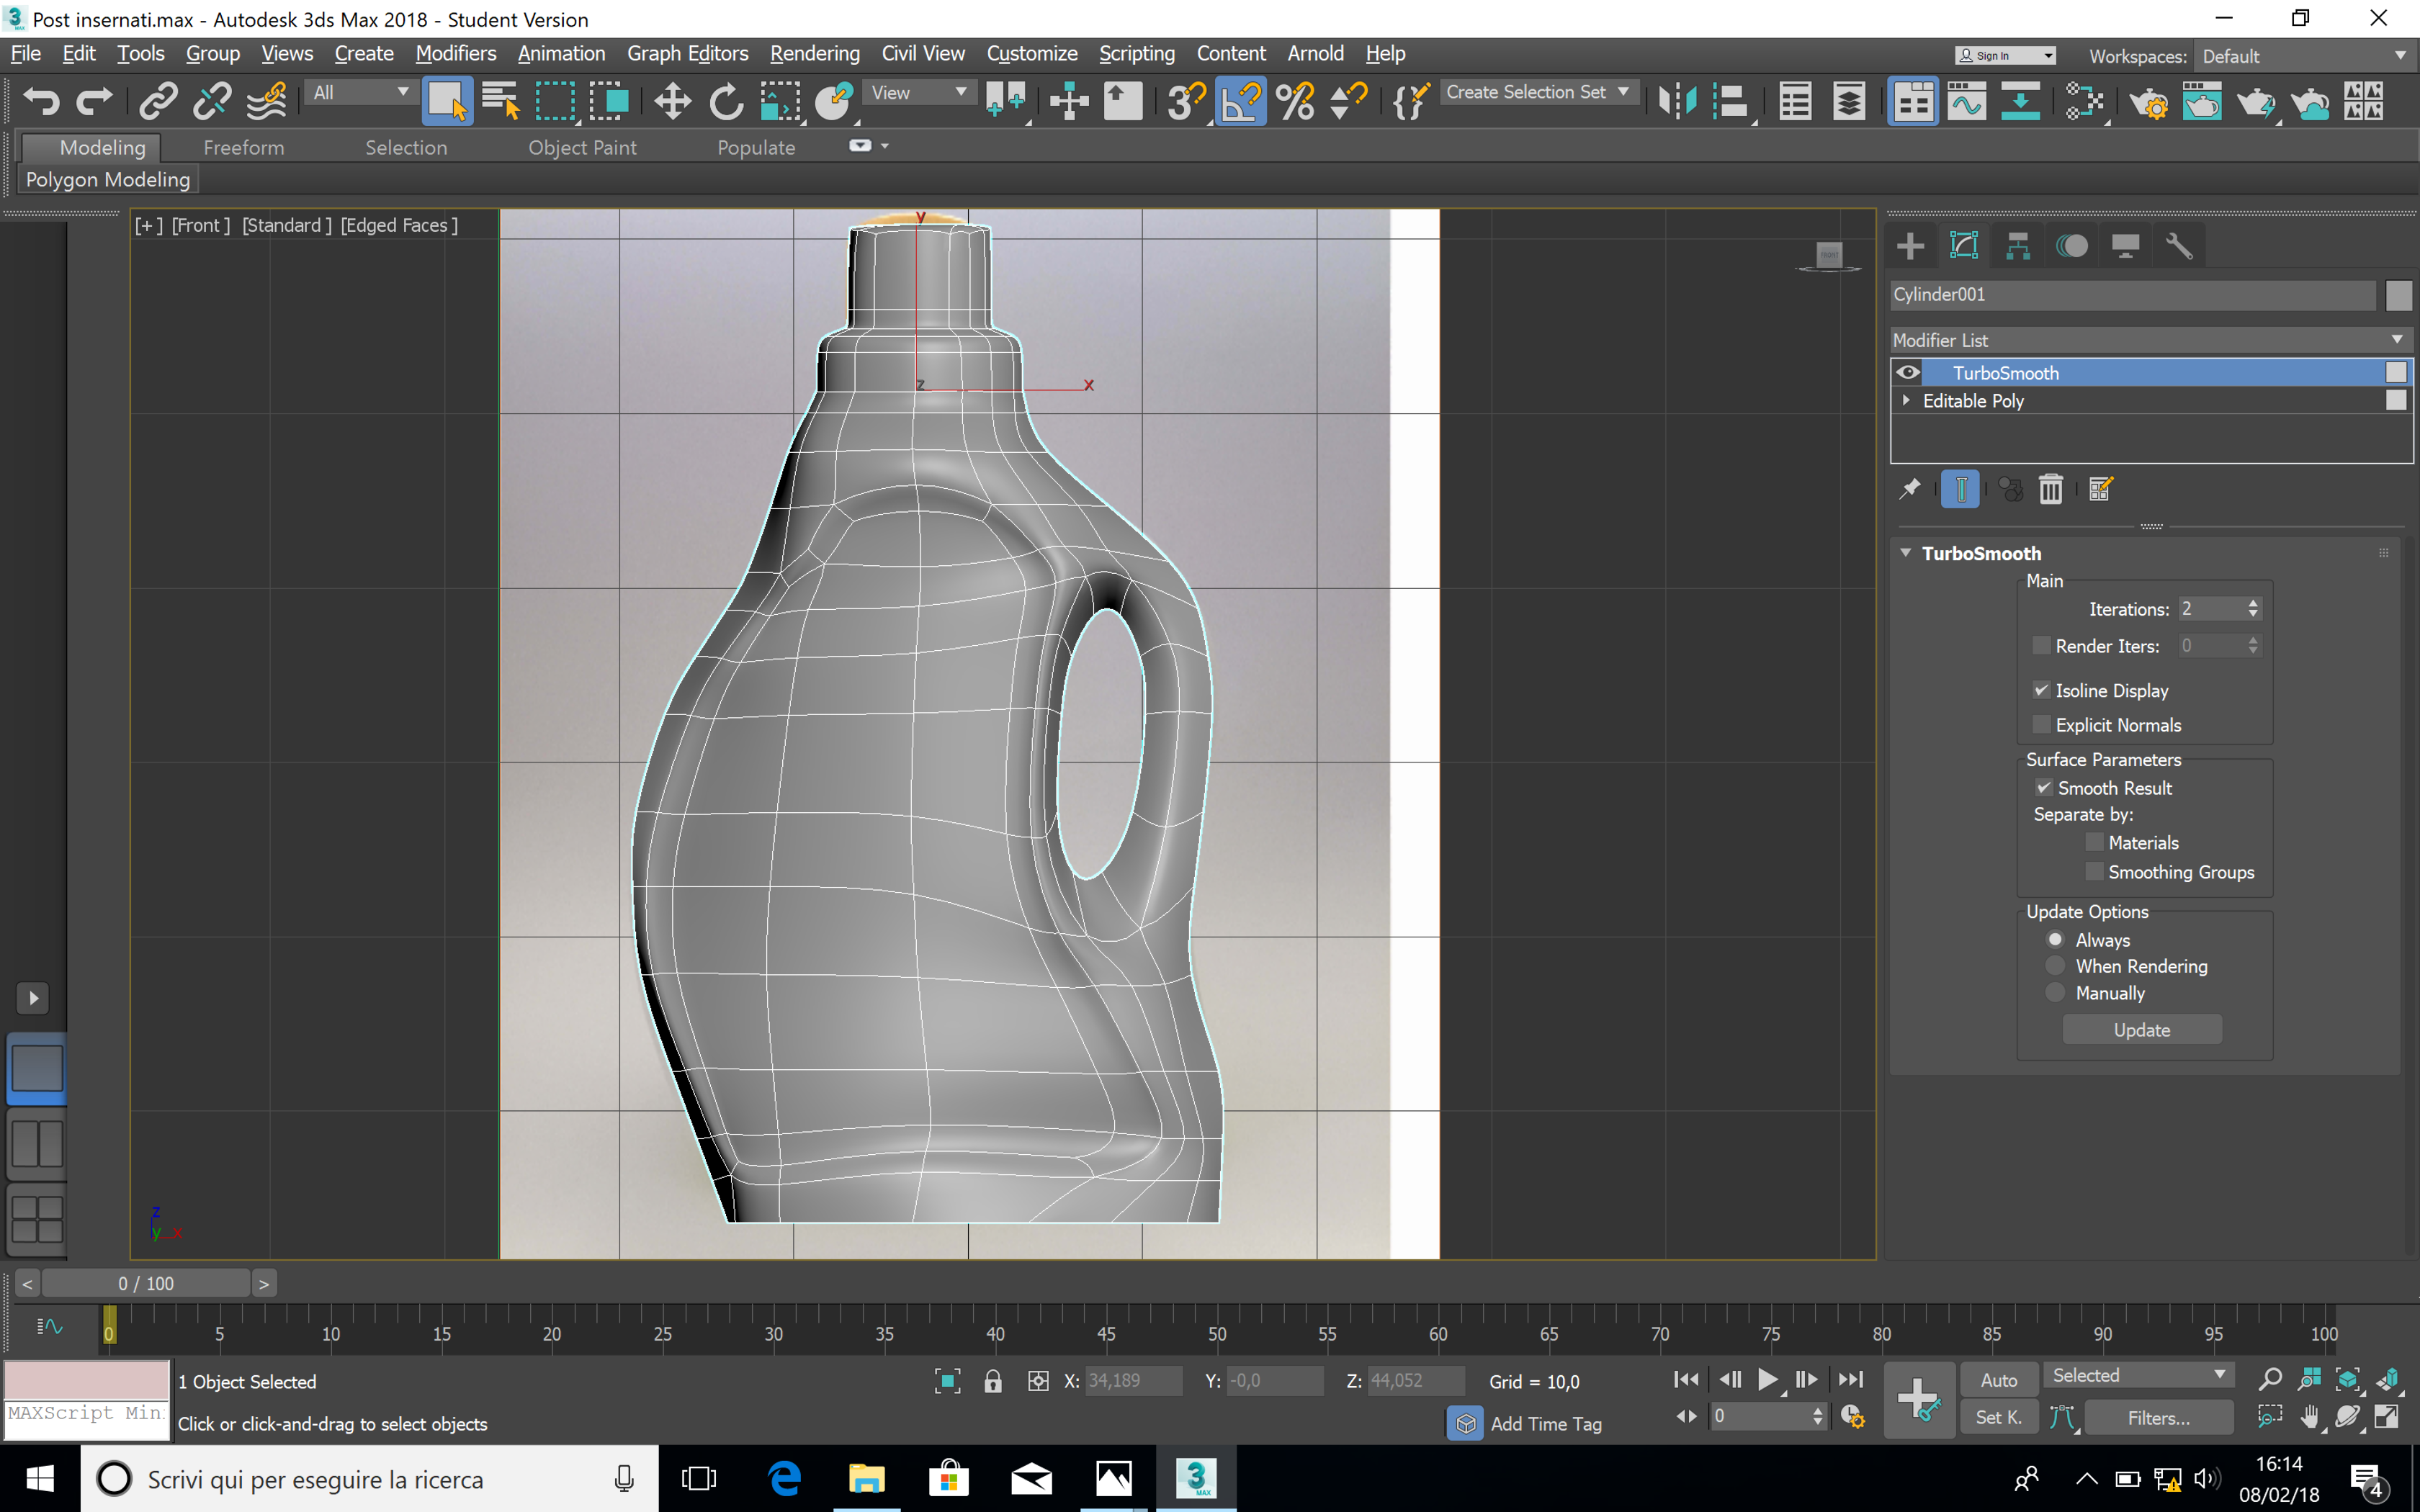 Post insernati.max - Autodesk 3ds Max 2018 - Student Version
File Edit Tools Group Views Create Modifiers Animation Graph Editors Rendering Civil View Customize Scripting Content Arnold Help
Sign In
Workspaces: Default
All
View
Create Selection Set
Modeling Freeform Selection Object Paint Populate
Polygon Modeling
[+] [Front ] [Standard ] [Edged Faces ]
y
z
x
FRONT
Cylinder001
Modifier List
TurboSmooth
Editable Poly
TurboSmooth
Main
Iterations: 2
Render Iters: 0
Isoline Display
Explicit Normals
Surface Parameters
Smooth Result
Separate by:
Materials
Smoothing Groups
Update Options
Always
When Rendering
Manually
Update
z
y x
< 0 / 100 >
0 5 10 15 20 25 30 35 40 45 50 55 60 65 70 75 80 85 90 95 100
1 Object Selected
X: 34,189 Y: -0,0 Z: 44,052 Grid = 10,0
Auto Selected
MAXScript Min
Click or click-and-drag to select objects
Add Time Tag
0
Set K. Filters...
Scrivi qui per eseguire la ricerca
3
MAX
16:14
08/02/18
4